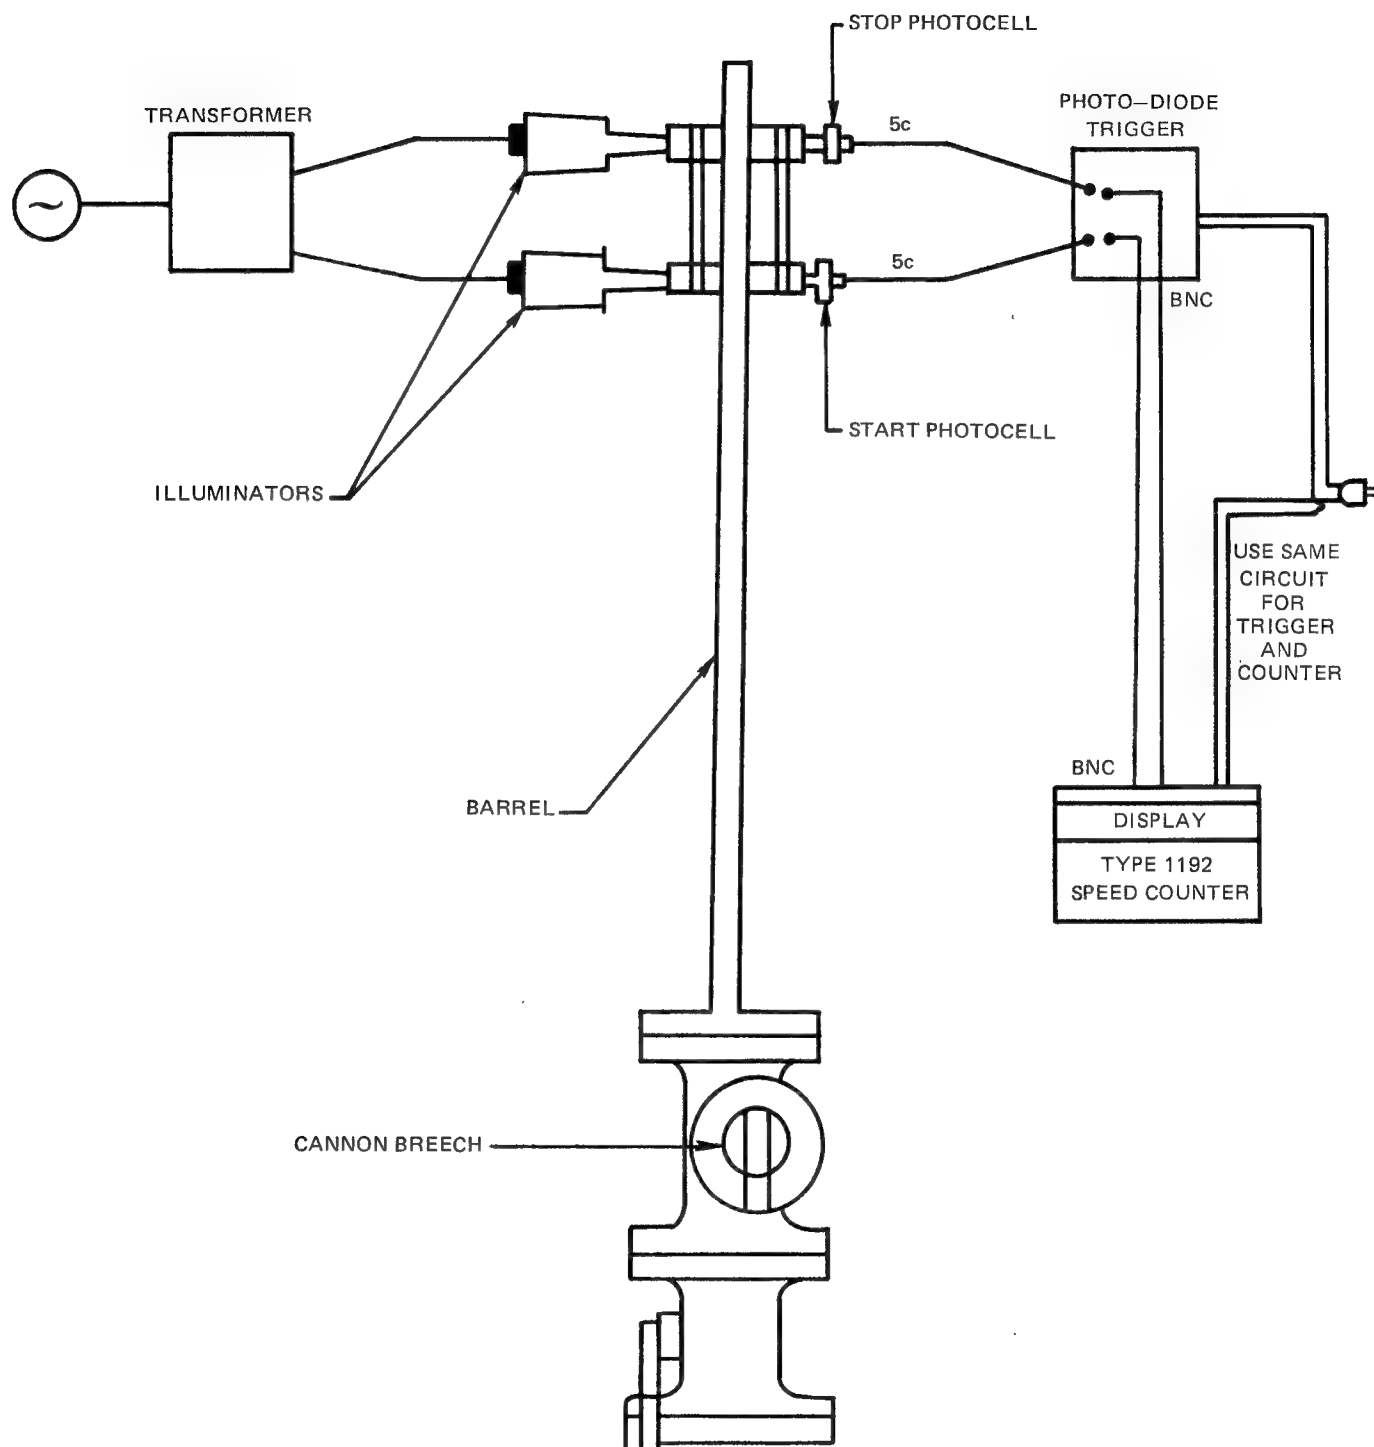 STOP PHOTOCELL
TRANSFORMER
PHOTO–DIODE
TRIGGER
5c
5c
BNC
START PHOTOCELL
ILLUMINATORS
USE SAME
CIRCUIT
FOR
TRIGGER
AND
COUNTER
BARREL
BNC
DISPLAY
TYPE 1192
SPEED COUNTER
CANNON BREECH